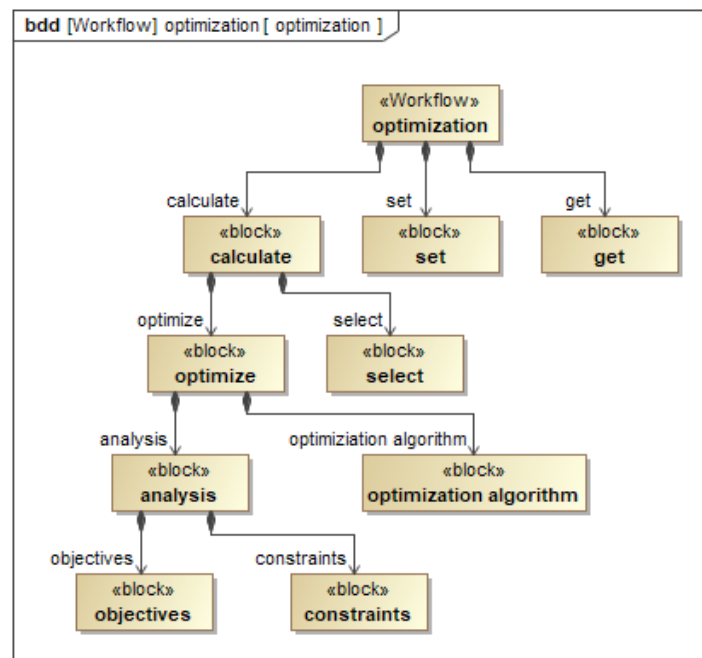 bdd [Workflow] optimization [ optimization ]
«Workflow»
optimization
calculate
set
get
«block»
calculate
«block»
set
«block»
get
optimize
select
«block»
optimize
«block»
select
analysis
optimiziation algorithm
«block»
analysis
«block»
optimization algorithm
objectives
constraints
«block»
objectives
«block»
constraints